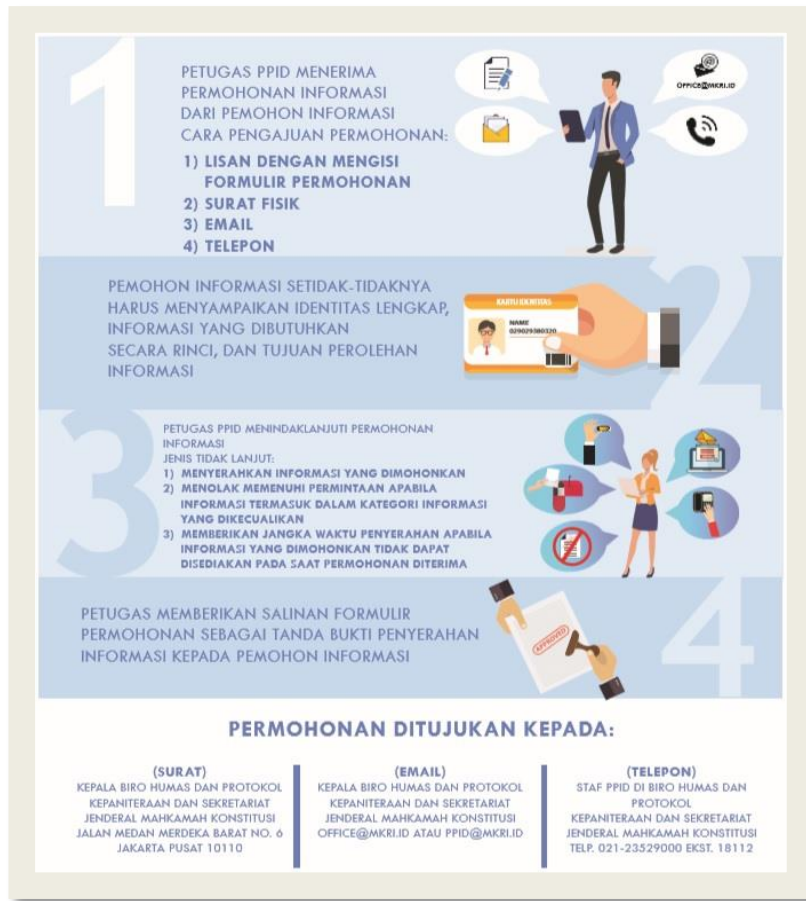 1
PETUGAS PPID MENERIMA
PERMOHONAN INFORMASI
DARI PEMOHON INFORMASI
CARA PENGAJUAN PERMOHONAN:
1) LISAN DENGAN MENGISI
FORMULIR PERMOHONAN
2) SURAT FISIK
3) EMAIL
4) TELEPON
OFFICE@MKRI.ID
2
PEMOHON INFORMASI SETIDAK-TIDAKNYA
HARUS MENYAMPAIKAN IDENTITAS LENGKAP,
INFORMASI YANG DIBUTUHKAN
SECARA RINCI, DAN TUJUAN PEROLEHAN
INFORMASI
KARTU IDENTITAS
NAME
029029380320
3
PETUGAS PPID MENINDAKLANJUTI PERMOHONAN
INFORMASI
JENIS TIDAK LANJUT:
1) MENYERAHKAN INFORMASI YANG DIMOHONKAN
2) MENOLAK MEMENUHI PERMINTAAN APABILA
INFORMASI TERMASUK DALAM KATEGORI INFORMASI
YANG DIKECUALIKAN
3) MEMBERIKAN JANGKA WAKTU PENYERAHAN APABILA
INFORMASI YANG DIMOHONKAN TIDAK DAPAT
DISEDIAKAN PADA SAAT PERMOHONAN DITERIMA
4
PETUGAS MEMBERIKAN SALINAN FORMULIR
PERMOHONAN SEBAGAI TANDA BUKTI PENYERAHAN
INFORMASI KEPADA PEMOHON INFORMASI
APPROVED
PERMOHONAN DITUJUKAN KEPADA:
(SURAT)
KEPALA BIRO HUMAS DAN PROTOKOL
KEPANITERAAN DAN SEKRETARIAT
JENDERAL MAHKAMAH KONSTITUSI
JALAN MEDAN MERDEKA BARAT NO. 6
JAKARTA PUSAT 10110
(EMAIL)
KEPALA BIRO HUMAS DAN PROTOKOL
KEPANITERAAN DAN SEKRETARIAT
JENDERAL MAHKAMAH KONSTITUSI
OFFICE@MKRI.ID ATAU PPID@MKRI.ID
(TELEPON)
STAF PPID DI BIRO HUMAS DAN
PROTOKOL
KEPANITERAAN DAN SEKRETARIAT
JENDERAL MAHKAMAH KONSTITUSI
TELP. 021-23529000 EKST. 18112